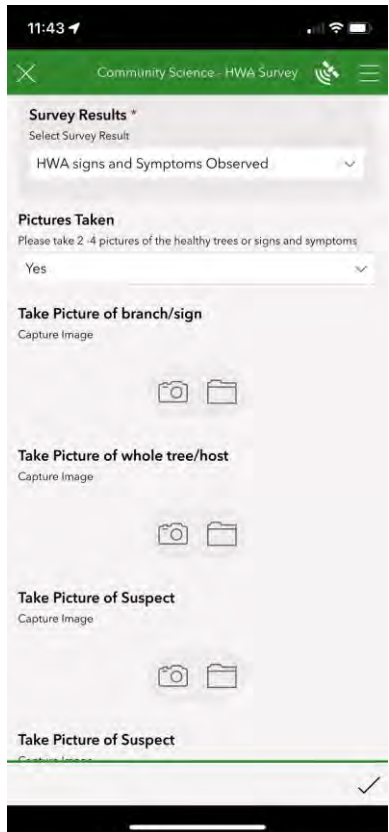 11:43
Community Science - HWA Survey
Survey Results *
Select Survey Result
HWA signs and Symptoms Observed
Pictures Taken
Please take 2 -4 pictures of the healthy trees or signs and symptoms
Yes
Take Picture of branch/sign
Capture Image
Take Picture of whole tree/host
Capture Image
Take Picture of Suspect
Capture Image
Take Picture of Suspect
Capture Image